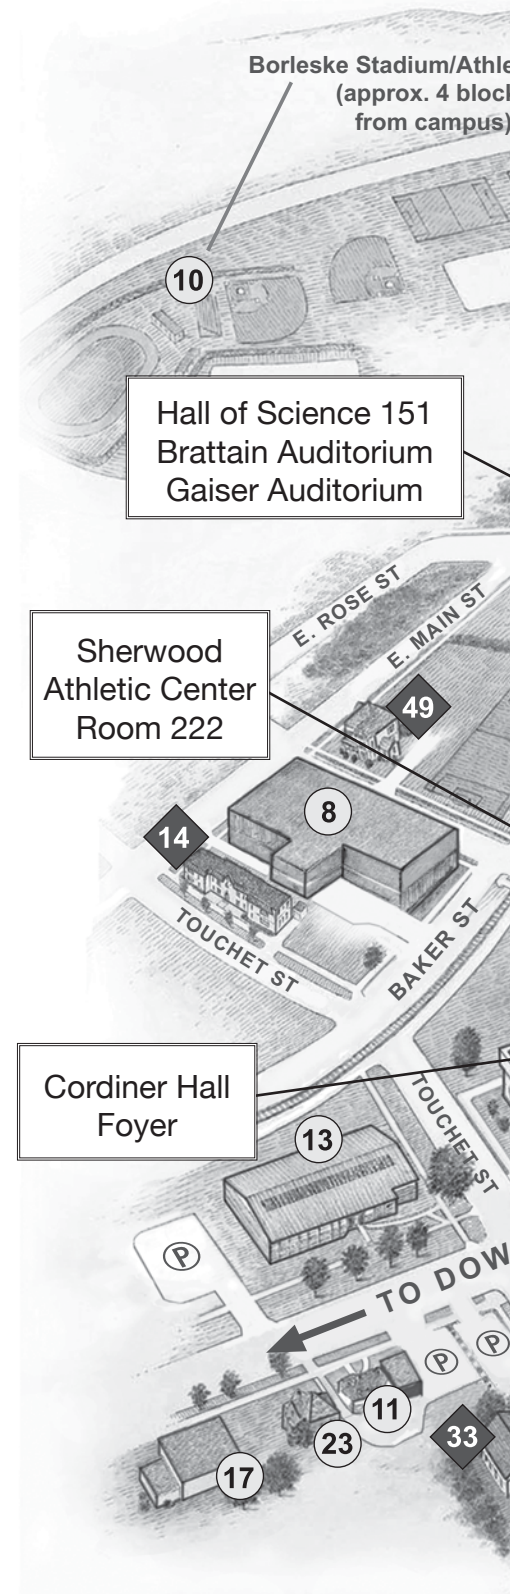 Borleske Stadium/Athle
(approx. 4 block
from campus)
10
Hall of Science 151
Brattain Auditorium
Gaiser Auditorium
E. ROSE ST
E. MAIN ST
Sherwood
Athletic Center
Room 222
49
8
14
TOUCHET ST
BAKER ST
Cordiner Hall
Foyer
TOUCHET ST
13
P
TO DOW
P
P
11
33
23
17